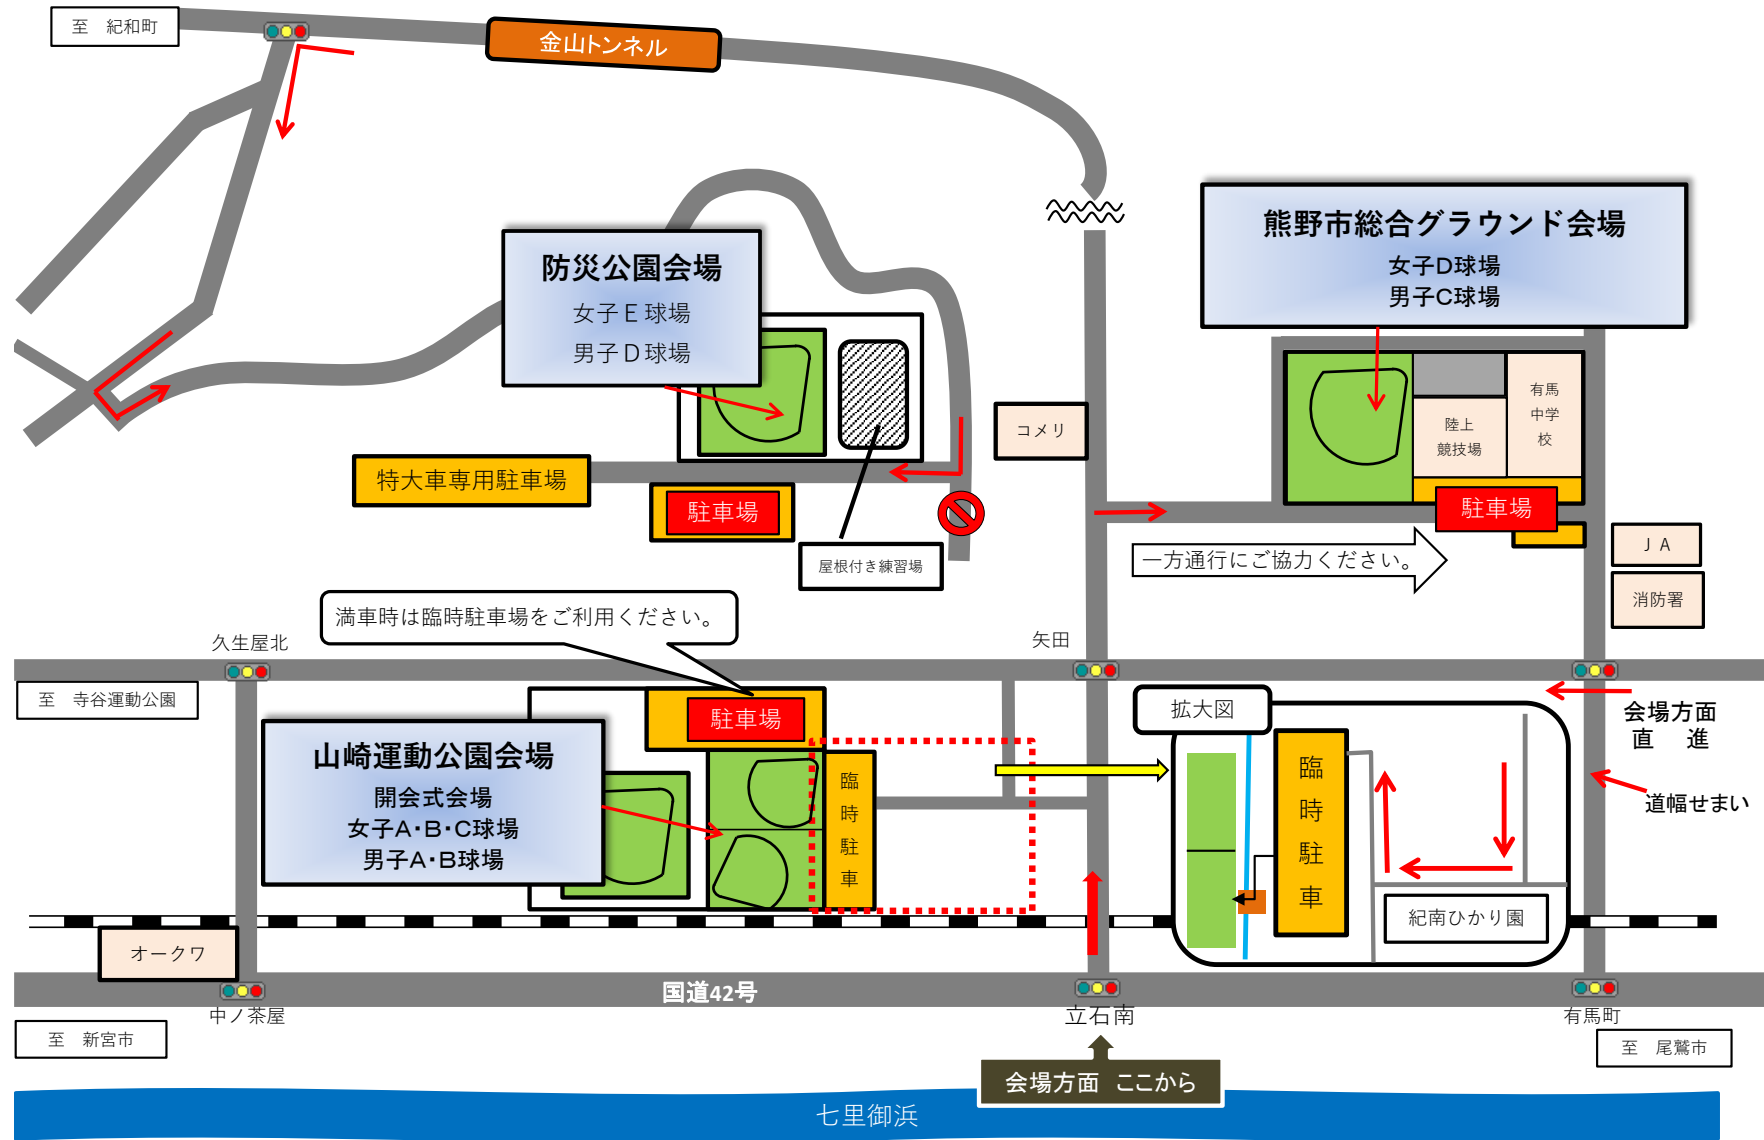 至　紀和町
金山トンネル
熊野市総合グラウンド会場
女子D球場
男子C球場
防災公園会場
女子E球場
男子D球場
有馬
中学
校
陸上
競技場
コメリ
特大車専用駐車場
駐車場
駐車場
屋根付き練習場
一方通行にご協力ください。
JA
消防署
満車時は臨時駐車場をご利用ください。
久生屋北
矢田
至　寺谷運動公園
駐車場
拡大図
会場方面
直　進
山崎運動公園会場
開会式会場
女子A・B・C球場
男子A・B球場
臨時駐車
臨時駐車
道幅せまい
紀南ひかり園
オークワ
国道42号
中ノ茶屋
立石南
有馬町
至　新宮市
至　尾鷲市
会場方面　ここから
七里御浜